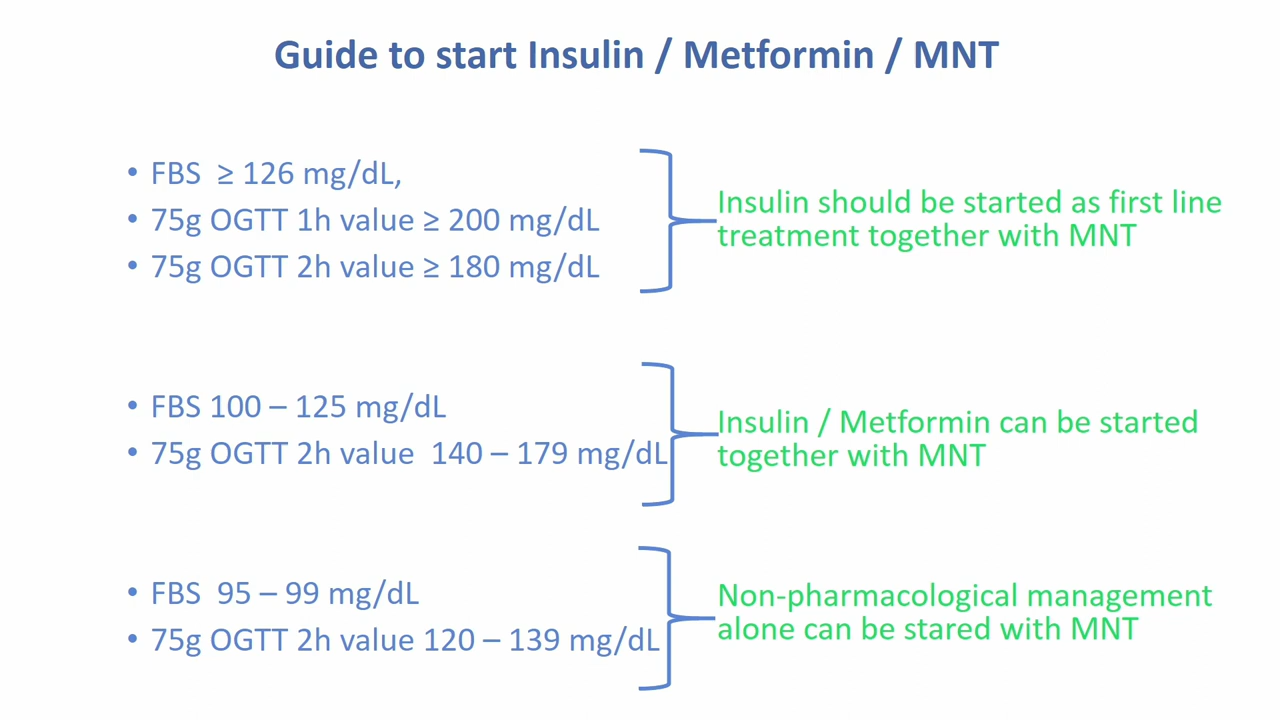 Guide to start Insulin / Metformin / MNT
• FBS  ≥ 126 mg/dL,
• 75g OGTT 1h value ≥ 200 mg/dL
• 75g OGTT 2h value ≥ 180 mg/dL
Insulin should be started as first line
treatment together with MNT
• FBS 100 – 125 mg/dL
• 75g OGTT 2h value  140 – 179 mg/dL
Insulin / Metformin can be started
together with MNT
• FBS  95 – 99 mg/dL
• 75g OGTT 2h value 120 – 139 mg/dL
Non-pharmacological management
alone can be stared with MNT